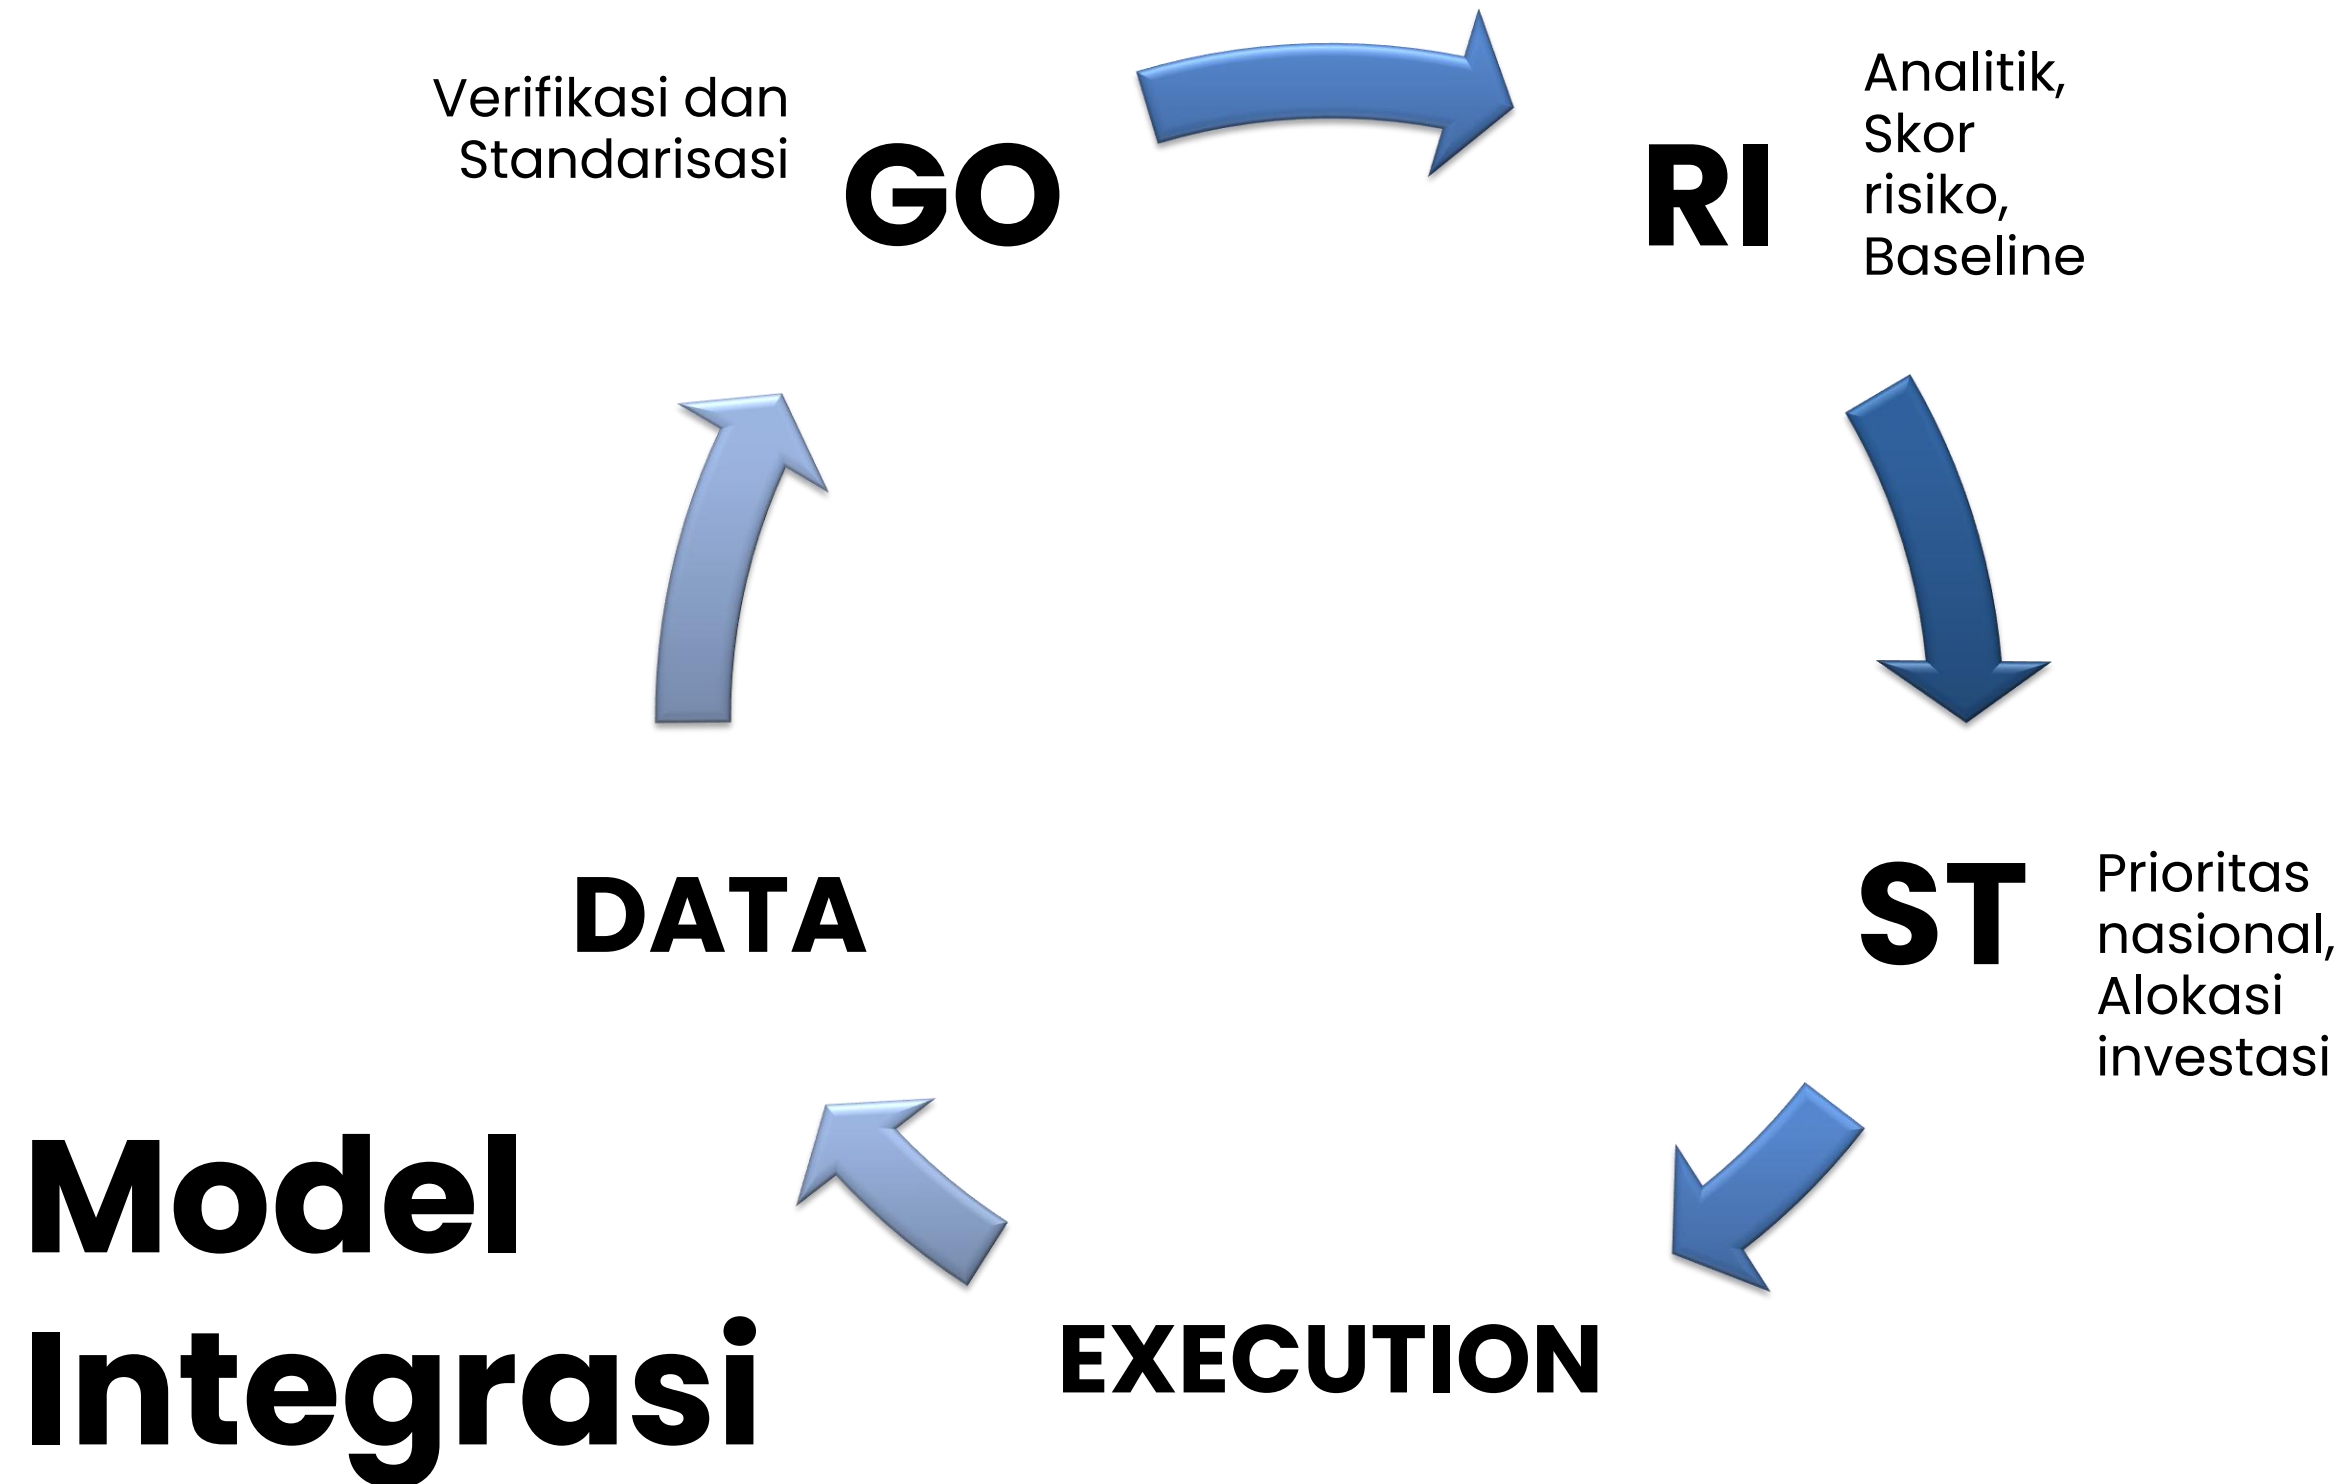 Verifikasi dan
Standarisasi
GO
RI
Analitik,
Skor
risiko,
Baseline
DATA
ST
Prioritas
nasional,
Alokasi
investasi
EXECUTION
Model
Integrasi